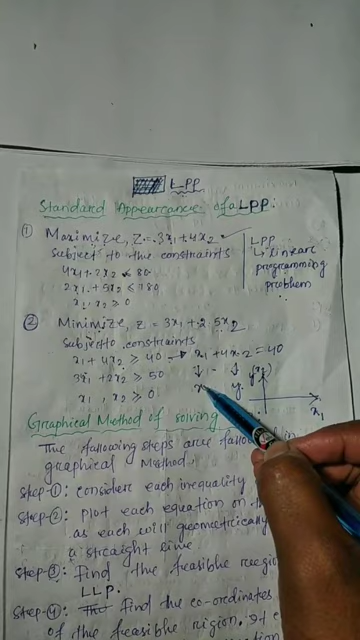 LPP
Standard Appearance of a LPP.
① Maximize, Z = 3x₁ + 4x₂
Subject to the constraints
4x₁ + 2x₂ ≤ 80
2x₁ + 5x₂ ≤ 180
x₁, x₂ ≥ 0
LPP
↳ Linear
programming
problem
② Minimize, Z = 3x₁ + 2.5x₂
Subject to constraints
x₁ + 4x₂ ≥ 40 → x₁ + 4x₂ = 40
3x₁ + 2x₂ ≥ 50
x₁, x₂ ≥ 0
x y
y(x₂)
x₁
Graphical Method of solving
The following steps are
graphical Method.
Step-①: consider each inequality
Step-②: plot each equation on
as each will geometrically
a straight line
Step-③: find the feasible region
LLP.
Step-④: find the co-ordinates
of the feasible region.